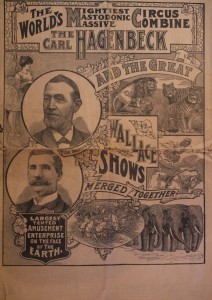 THE WORLD'S MIGHTIEST MASTODONIC MASSIVE CIRCUS COMBINE
THE CARL HAGENBECK
AND THE GREAT
WALLACE
SHOWS
MERGED TOGETHER
LARGEST
TENTED
AMUSEMENT
ENTERPRISE
ON THE FACE
OF THE
EARTH.